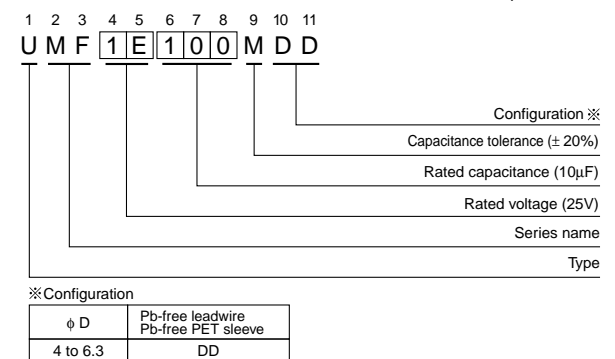 1 2 3 4 5 6 7 8 9 10 11
U M F 1 E 1 0 0 M D D
Configuration ※
Capacitance tolerance (± 20%)
Rated capacitance (10µF)
Rated voltage (25V)
Series name
Type
※Configuration
ϕ D
Pb-free leadwire
Pb-free PET sleeve
4 to 6.3
DD